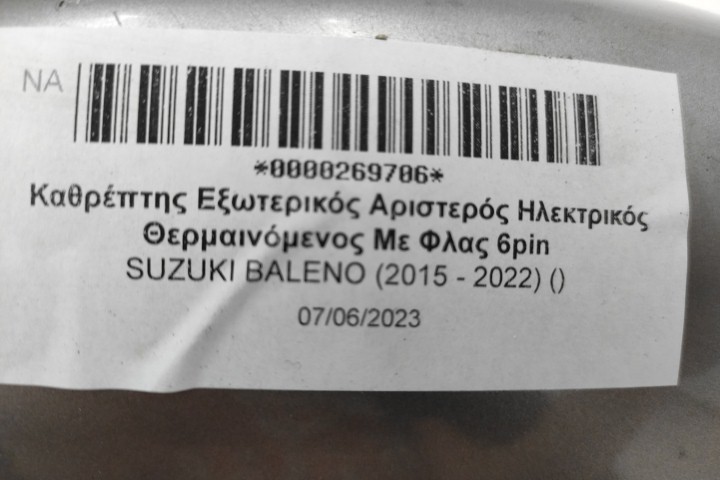 NA
*0000269706*
Καθρέπτης Εξωτερικός Αριστερός Ηλεκτρικός
Θερμαινόμενος Με Φλας 6pin
SUZUKI BALENO (2015 - 2022) ()
07/06/2023